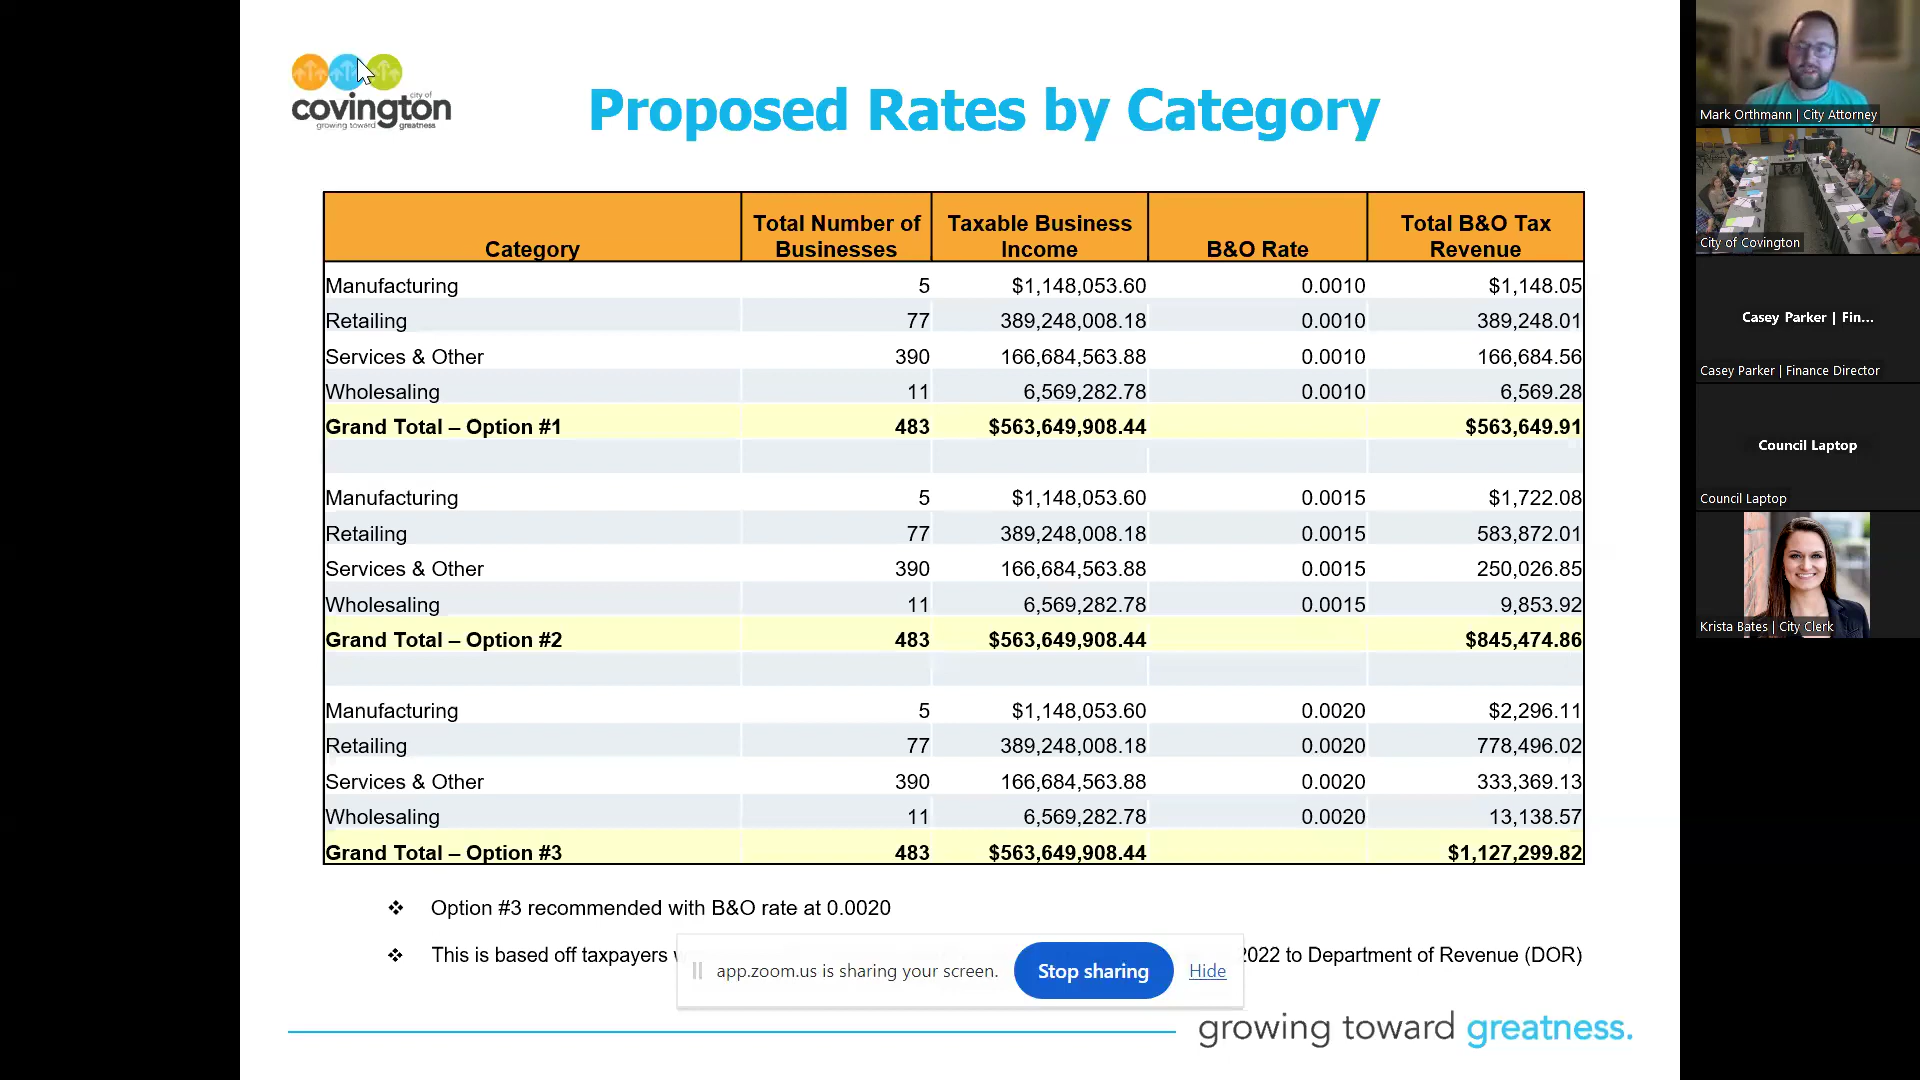 city of
covington
growing toward greatness
Proposed Rates by Category
Category Total Number of Businesses Taxable Business Income B&O Rate Total B&O Tax Revenue
Manufacturing 5 $1,148,053.60 0.0010 $1,148.05
Retailing 77 389,248,008.18 0.0010 389,248.01
Services & Other 390 166,684,563.88 0.0010 166,684.56
Wholesaling 11 6,569,282.78 0.0010 6,569.28
Grand Total – Option #1 483 $563,649,908.44 $563,649.91
Manufacturing 5 $1,148,053.60 0.0015 $1,722.08
Retailing 77 389,248,008.18 0.0015 583,872.01
Services & Other 390 166,684,563.88 0.0015 250,026.85
Wholesaling 11 6,569,282.78 0.0015 9,853.92
Grand Total – Option #2 483 $563,649,908.44 $845,474.86
Manufacturing 5 $1,148,053.60 0.0020 $2,296.11
Retailing 77 389,248,008.18 0.0020 778,496.02
Services & Other 390 166,684,563.88 0.0020 333,369.13
Wholesaling 11 6,569,282.78 0.0020 13,138.57
Grand Total – Option #3 483 $563,649,908.44 $1,127,299.82
❖ Option #3 recommended with B&O rate at 0.0020
❖ This is based off taxpayers 2022 to Department of Revenue (DOR)
app.zoom.us is sharing your screen. Stop sharing Hide
growing toward greatness.
Mark Orthmann | City Attorney
City of Covington
Casey Parker | Fin...
Casey Parker | Finance Director
Council Laptop
Council Laptop
Krista Bates | City Clerk